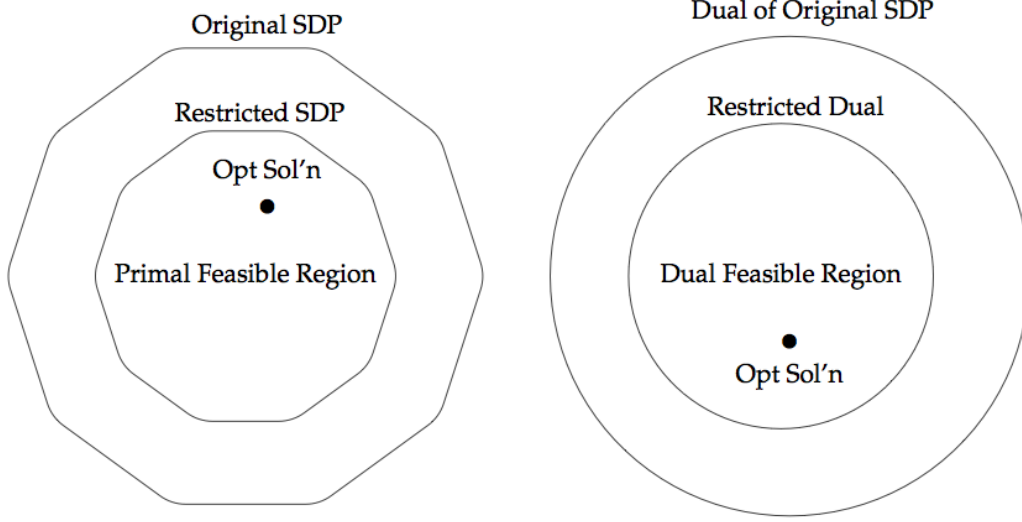 Original SDP
Restricted SDP
Opt Sol'n
Primal Feasible Region
Dual of Original SDP
Restricted Dual
Dual Feasible Region
Opt Sol'n